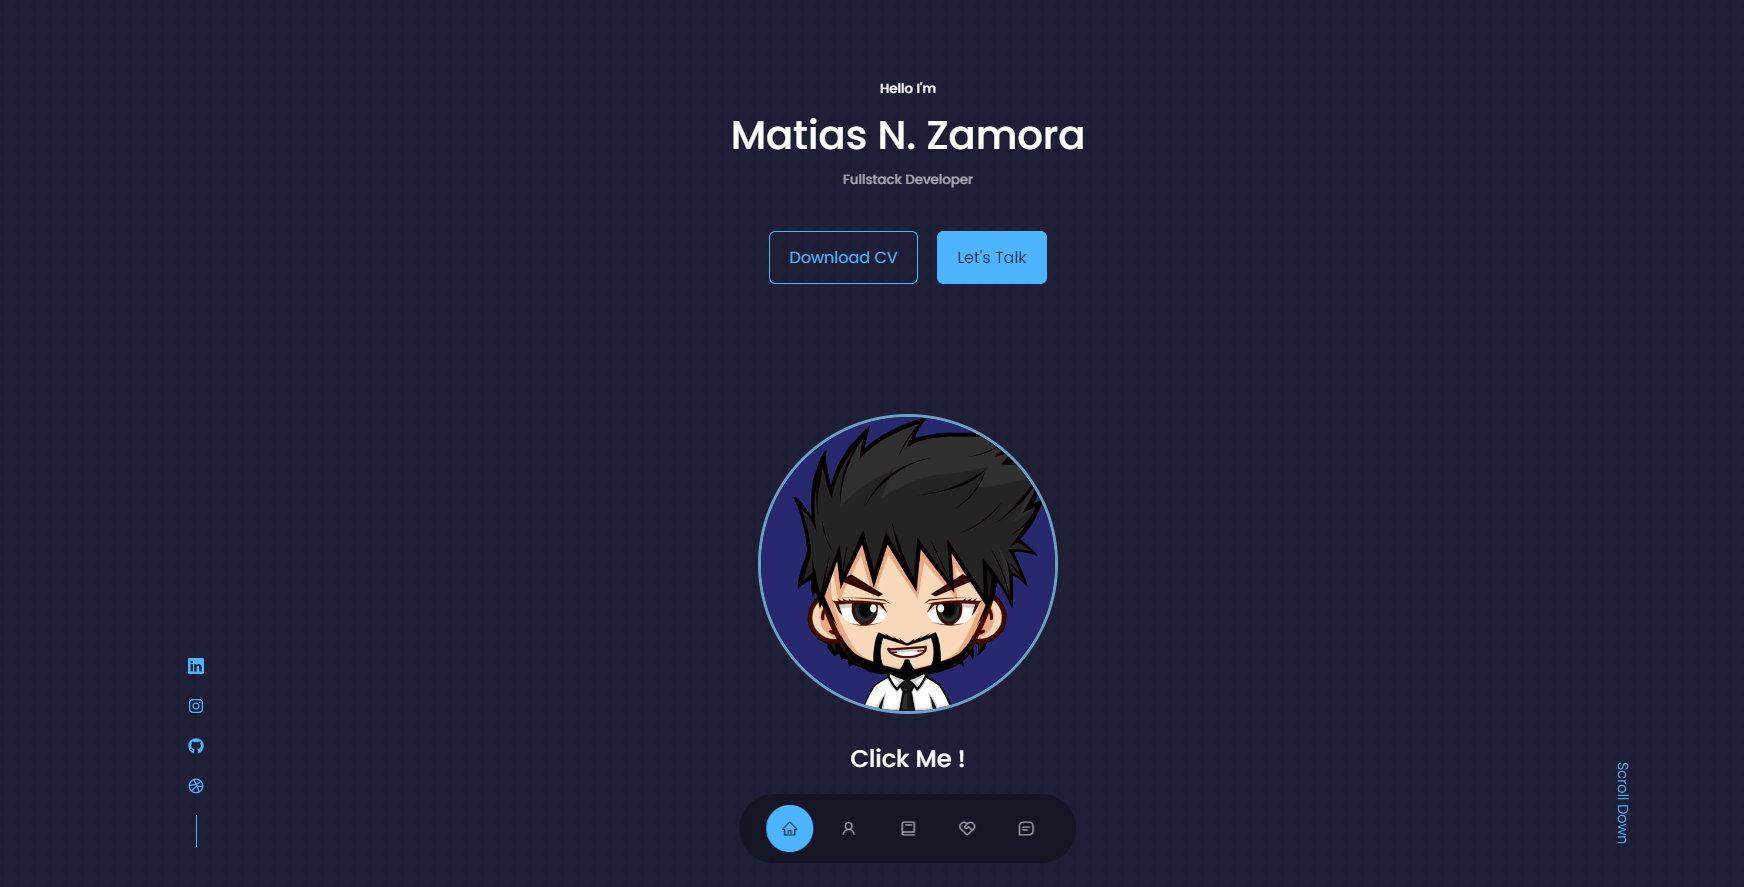 Hello I'm
Matias N. Zamora
Fullstack Developer
Download CV
Let's Talk
Click Me !
Scroll Down